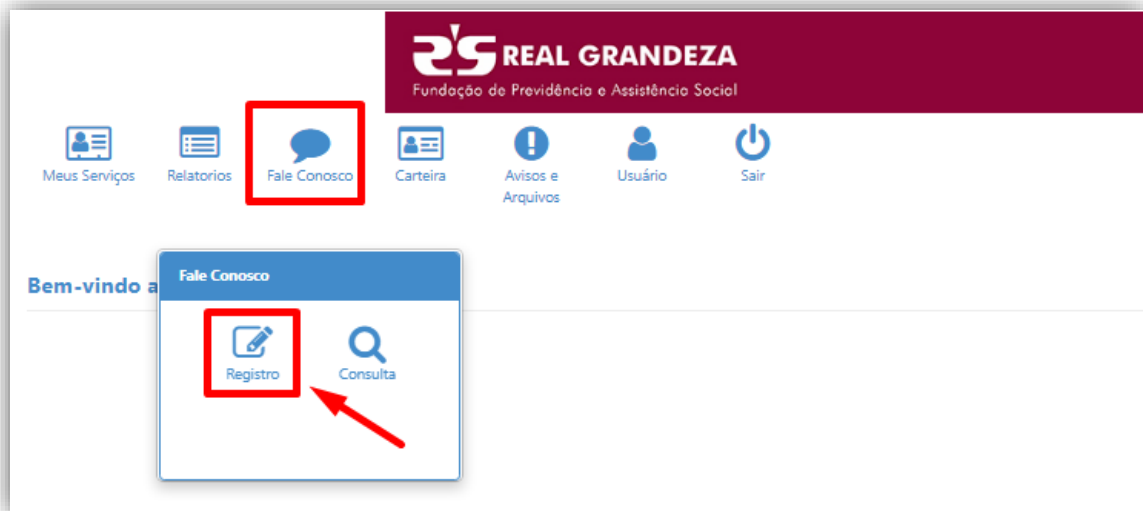 REAL GRANDEZA
Fundação de Previdência e Assistência Social
Meus Serviços
Relatorios
Fale Conosco
Carteira
Avisos e
Arquivos
Usuário
Sair
Bem-vindo a
Fale Conosco
Registro
Consulta